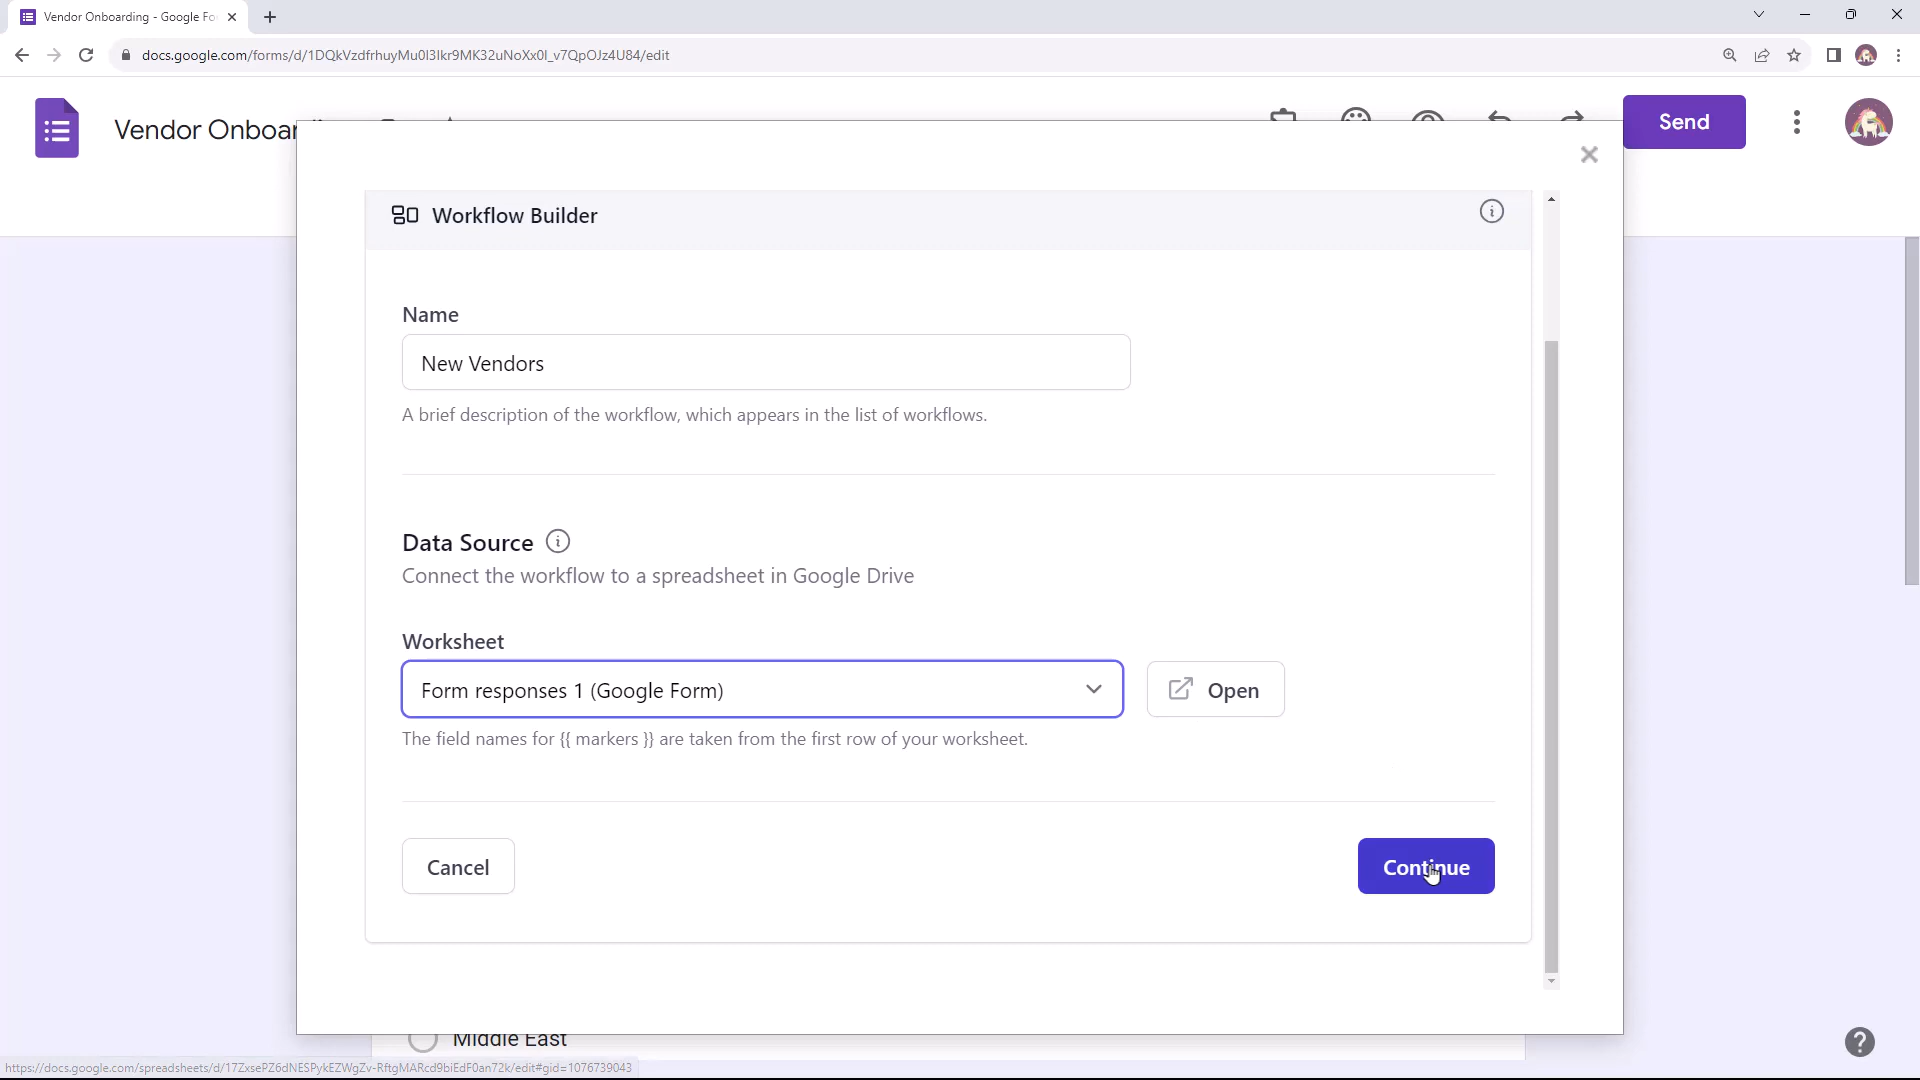 Vendor Onboarding - Google Fo
docs.google.com/forms/d/1DQkVzdfrhuyMu0l3Ikr9MK32uNoXx0I_v7QpOJz4U84/edit
Vendor Onboar
Send
Workflow Builder
Name
New Vendors
A brief description of the workflow, which appears in the list of workflows.
Data Source
Connect the workflow to a spreadsheet in Google Drive
Worksheet
Form responses 1 (Google Form)
Open
The field names for {{ markers }} are taken from the first row of your worksheet.
Cancel
Continue
Middle East
https://docs.google.com/spreadsheets/d/17ZxsePZ6dNESPykEZWgZv-RftgMARcd9biEdF0an72k/edit#gid=1076739043